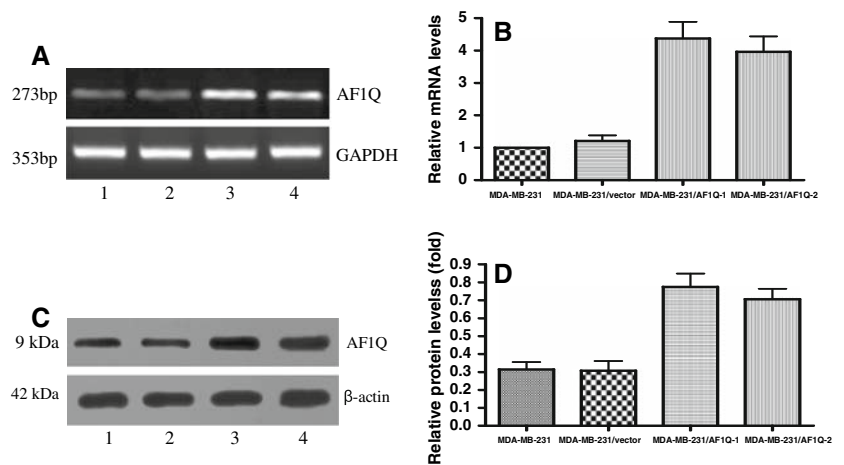 A
273bp
AF1Q
353bp
GAPDH
1 2 3 4
B
Relative mRNA levels
5
4
3
2
1
0
MDA-MB-231 MDA-MB-231/vector MDA-MB-231/AF1Q-1 MDA-MB-231/AF1Q-2
C
9 kDa
AF1Q
42 kDa
β-actin
1 2 3 4
D
Relative protein levelss (fold)
0.9
0.8
0.7
0.6
0.5
0.4
0.3
0.2
0.1
0.0
MDA-MB-231 MDA-MB-231/vector MDA-MB-231/AF1Q-1 MDA-MB-231/AF1Q-2